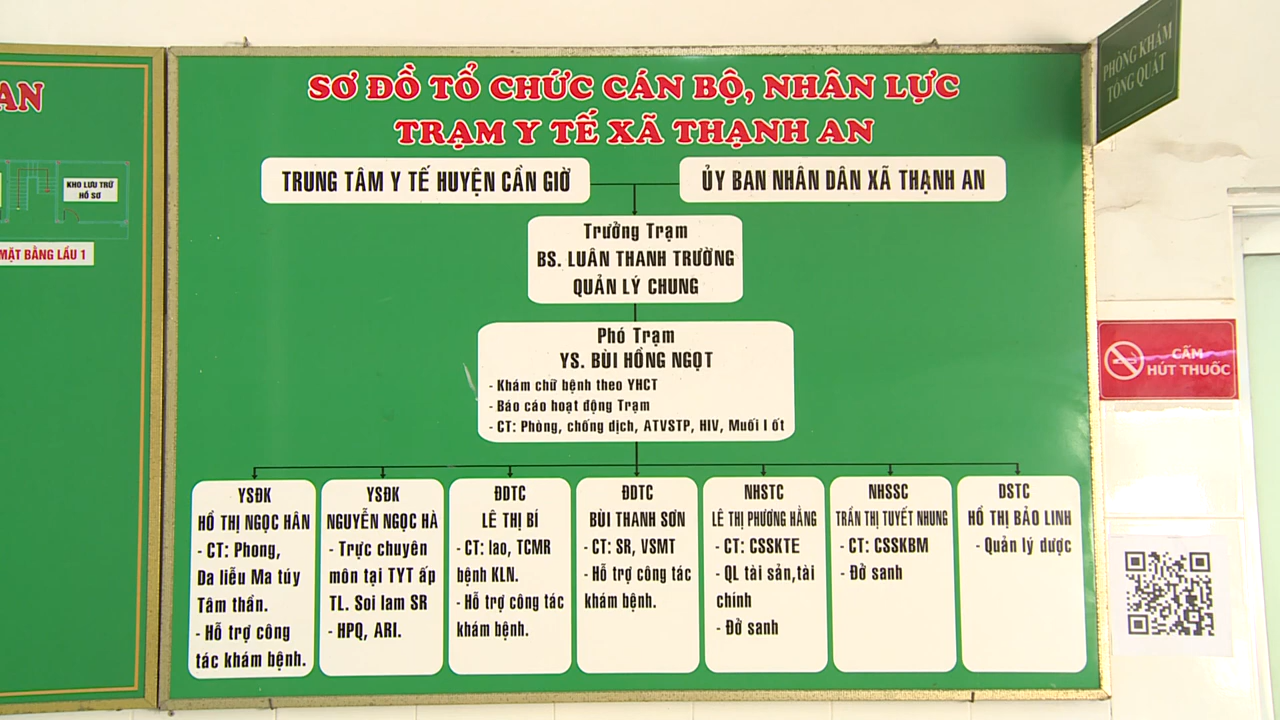 AN
KHO LƯU TRỮ
HỒ SƠ
MẶT BẰNG LẦU 1
SƠ ĐỒ TỔ CHỨC CÁN BỘ, NHÂN LỰC
TRẠM Y TẾ XÃ THẠNH AN
TRUNG TÂM Y TẾ HUYỆN CẦN GIỜ
ỦY BAN NHÂN DÂN XÃ THẠNH AN
Trưởng Trạm
BS. LUÂN THANH TRƯỜNG
QUẢN LÝ CHUNG
Phó Trạm
YS. BÙI HỒNG NGỌT
- Khám chữ bệnh theo YHCT
- Báo cáo hoạt động Trạm
- CT: Phòng, chống dịch, ATVSTP, HIV, Muối I ốt
YSĐK
HỒ THỊ NGỌC HÂN
- CT: Phong,
Da liễu Ma túy
Tâm thần.
- Hỗ trợ công
tác khám bệnh.
YSĐK
NGUYỄN NGỌC HÀ
- Trực chuyên
môn tại TYT ấp
TL. Soi lam SR
- HPQ, ARI.
ĐDTC
LÊ THỊ BÍ
- CT: lao, TCMR
bệnh KLN.
- Hỗ trợ công tác
khám bệnh.
ĐDTC
BÙI THANH SƠN
- CT: SR, VSMT
- Hỗ trợ công tác
khám bệnh.
NHSTC
LÊ THỊ PHƯƠNG HẰNG
- CT: CSSKTE
- QL tài sản,tài
chính
- Đở sanh
NHSSC
TRẦN THỊ TUYẾT NHUNG
- CT: CSSKBM
- Đở sanh
DSTC
HỒ THỊ BẢO LINH
- Quản lý dược
PHÒNG KHÁM
TỔNG QUÁT
CẤM
HÚT THUỐC